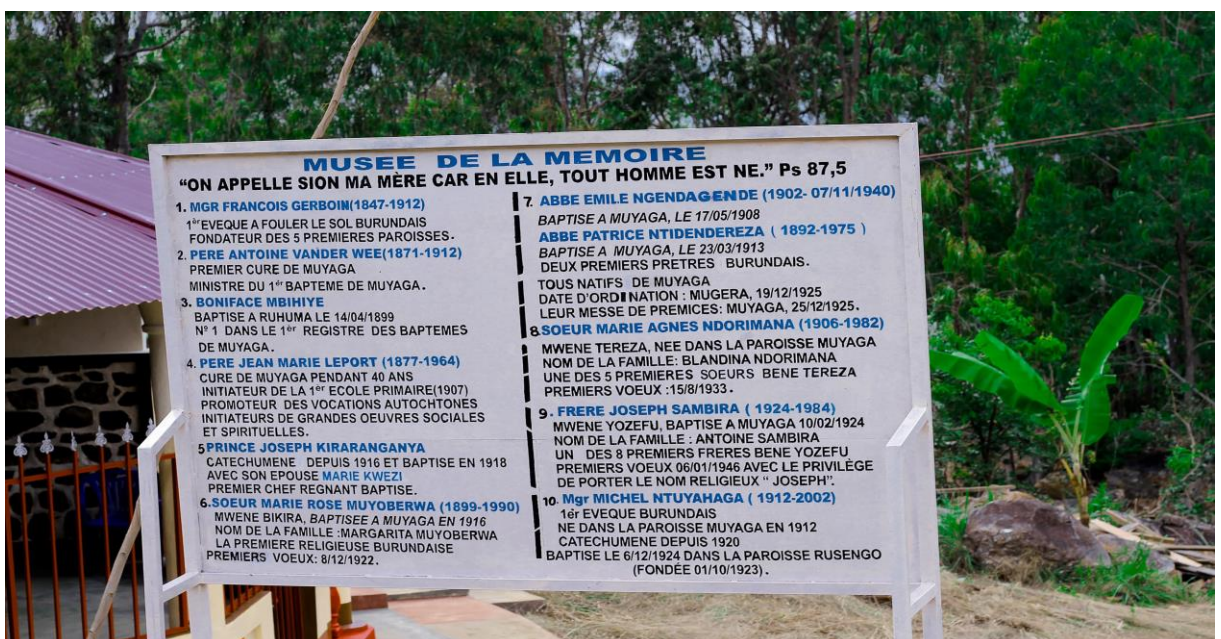 MUSEE DE LA MEMOIRE
"ON APPELLE SION MA MÈRE CAR EN ELLE, TOUT HOMME EST NE." Ps 87,5
1. MGR FRANCOIS GERBOIN(1847-1912)
1ér EVEQUE A FOULER LE SOL BURUNDAIS
FONDATEUR DES 5 PREMIERES PAROISSES.
2. PERE ANTOINE VANDER WEE(1871-1912)
PREMIER CURE DE MUYAGA
MINISTRE DU 1ér BAPTEME DE MUYAGA.
3. BONIFACE MBIHIYE
BAPTISE A RUHUMA LE 14/04/1899
Nº 1 DANS LE 1ér REGISTRE DES BAPTEMES
DE MUYAGA.
4. PERE JEAN MARIE LEPORT (1877-1964)
CURE DE MUYAGA PENDANT 40 ANS
INITIATEUR DE LA 1ér ECOLE PRIMAIRE(1907)
PROMOTEUR DES VOCATIONS AUTOCHTONES
INITIATEURS DE GRANDES OEUVRES SOCIALES
ET SPIRITUELLES.
5 PRINCE JOSEPH KIRARANGANYA
CATECHUMENE DEPUIS 1916 ET BAPTISE EN 1918
AVEC SON EPOUSE MARIE KWEZI
PREMIER CHEF REGNANT BAPTISE.
6. SOEUR MARIE ROSE MUYOBERWA (1899-1990)
MWENE BIKIRA, BAPTISEE A MUYAGA EN 1916
NOM DE LA FAMILLE :MARGARITA MUYOBERWA
LA PREMIERE RELIGIEUSE BURUNDAISE
PREMIERS VOEUX: 8/12/1922.
7. ABBE EMILE NGENDAGENDE (1902- 07/11/1940)
BAPTISE A MUYAGA, LE 17/05/1908
ABBE PATRICE NTIDENDEREZA ( 1892-1975 )
BAPTISE A MUYAGA, LE 23/03/1913
DEUX PREMIERS PRETRES BURUNDAIS.
TOUS NATIFS DE MUYAGA
DATE D'ORDINATION : MUGERA, 19/12/1925
LEUR MESSE DE PREMICES: MUYAGA, 25/12/1925.
8. SOEUR MARIE AGNES NDORIMANA (1906-1982)
MWENE TEREZA, NEE DANS LA PAROISSE MUYAGA
NOM DE LA FAMILLE: BLANDINA NDORIMANA
UNE DES 5 PREMIERES SOEURS BENE TEREZA
PREMIERS VOEUX :15/8/1933.
9. FRERE JOSEPH SAMBIRA ( 1924-1984)
MWENE YOZEFU, BAPTISE A MUYAGA 10/02/1924
NOM DE LA FAMILLE : ANTOINE SAMBIRA
UN DES 8 PREMIERS FRERES BENE YOZEFU
PREMIERS VOEUX 06/01/1946 AVEC LE PRIVILÈGE
DE PORTER LE NOM RELIGIEUX " JOSEPH".
10. Mgr MICHEL NTUYAHAGA ( 1912-2002)
1ér EVEQUE BURUNDAIS
NE DANS LA PAROISSE MUYAGA EN 1912
CATECHUMENE DEPUIS 1920
BAPTISE LE 6/12/1924 DANS LA PAROISSE RUSENGO
(FONDÉE 01/10/1923).